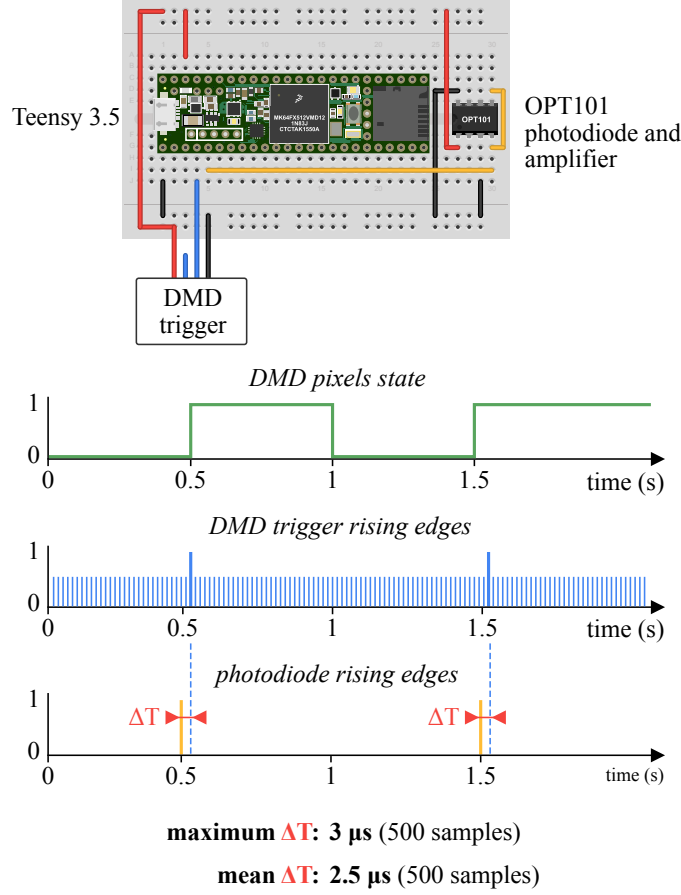 Teensy 3.5
MK64FX512VMD12
1N83J
CTCTAK1550A
OPT101
OPT101
photodiode and
amplifier
DMD
trigger
DMD pixels state
1
0
0 0.5 1 1.5 time (s)
DMD trigger rising edges
1
0
0 0.5 1 1.5 time (s)
photodiode rising edges
1
ΔT ΔT
0
0 0.5 1 1.5 time (s)
maximum ΔT: 3 µs (500 samples)
mean ΔT: 2.5 µs (500 samples)